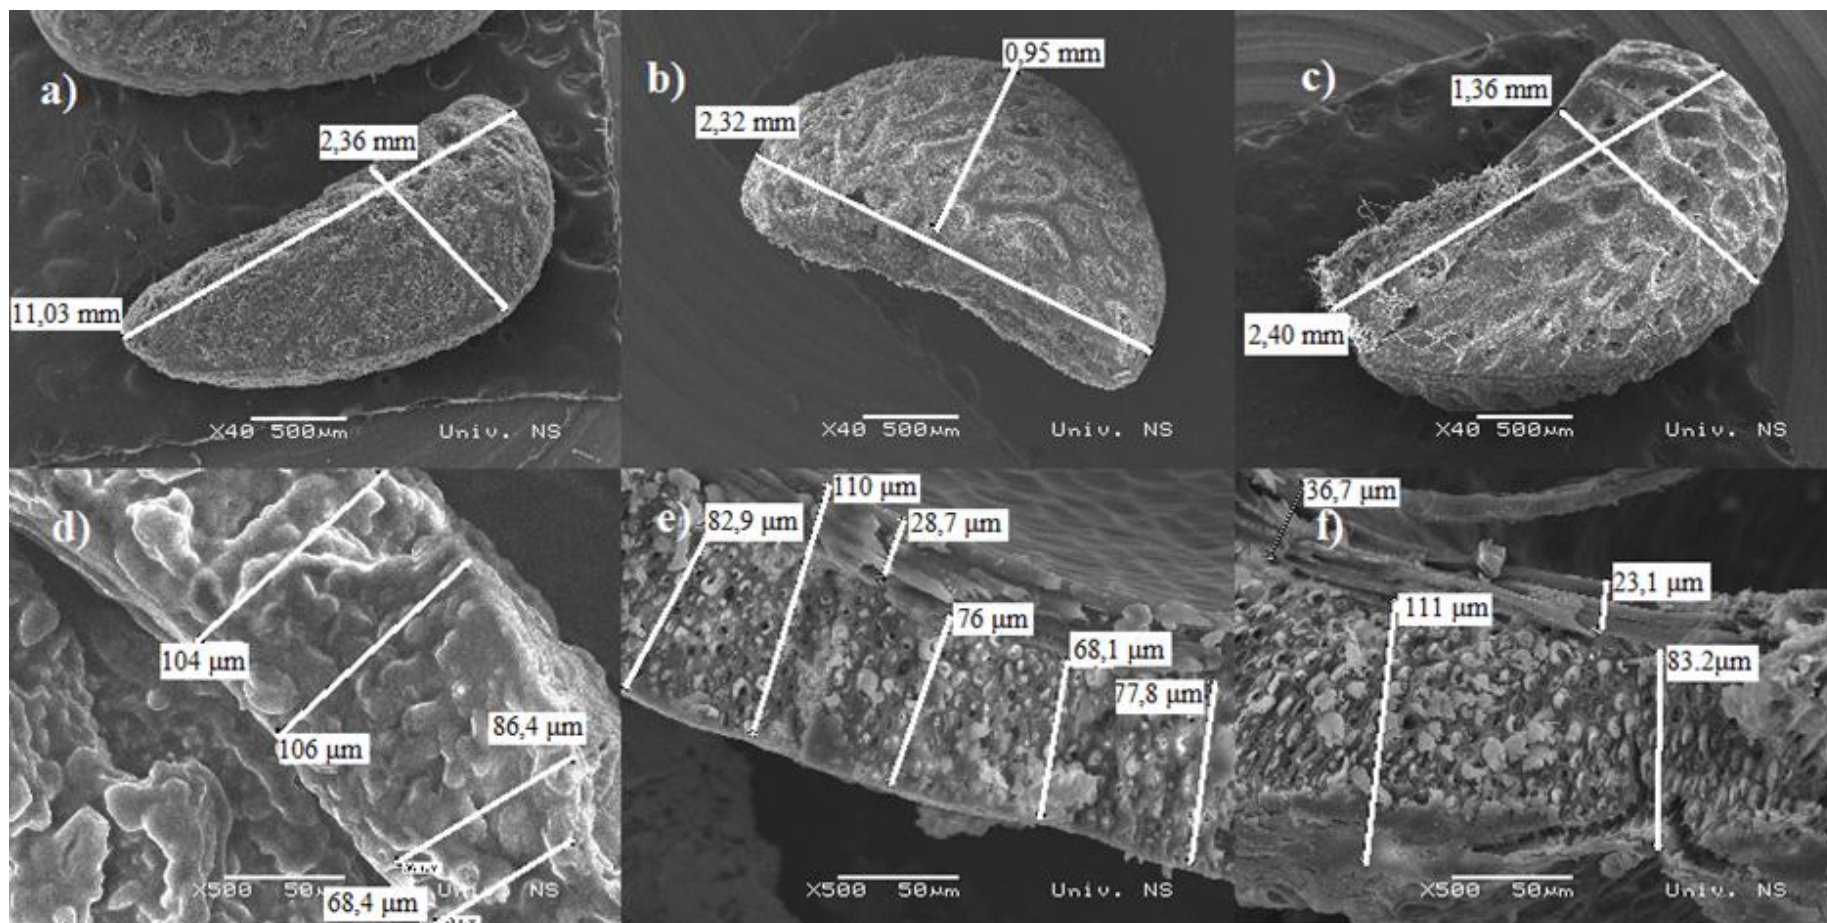 a)
2,36 mm
11,03 mm
X40 500µm Univ. NS
b)
0,95 mm
2,32 mm
X40 500µm Univ. NS
c)
1,36 mm
2,40 mm
X40 500µm Univ. NS
d)
104 µm
106 µm
86,4 µm
68,4 µm
X500 50µm Univ. NS
e)
110 µm
82,9 µm
28,7 µm
76 µm
68,1 µm
77,8 µm
X500 50µm Univ. NS
f)
36,7 µm
23,1 µm
111 µm
83.2µm
X500 50µm Univ. NS